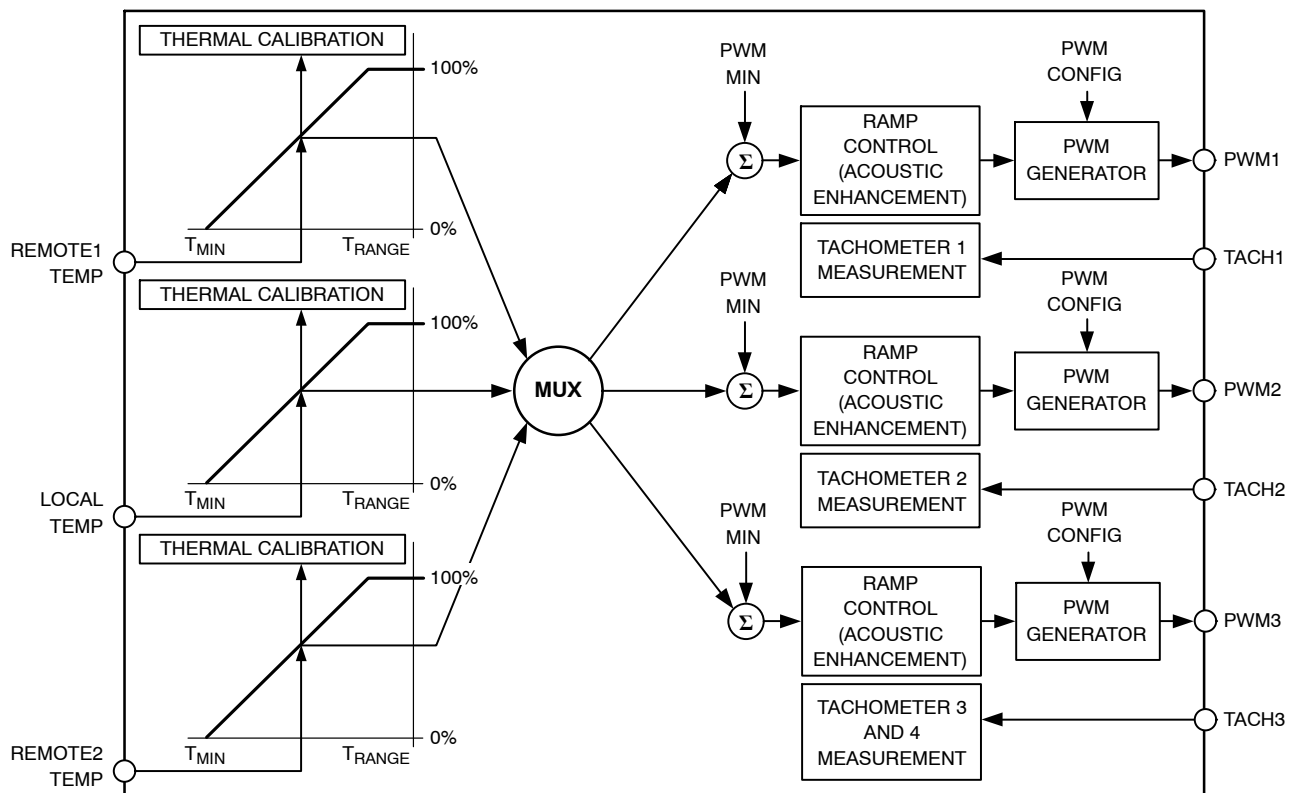 THERMAL CALIBRATION
100%
0%
TMIN
TRANGE
REMOTE1
TEMP
THERMAL CALIBRATION
100%
0%
TMIN
TRANGE
LOCAL
TEMP
THERMAL CALIBRATION
100%
0%
TMIN
TRANGE
REMOTE2
TEMP
MUX
PWM
MIN
Σ
RAMP
CONTROL
(ACOUSTIC
ENHANCEMENT)
PWM
CONFIG
PWM
GENERATOR
PWM1
TACHOMETER 1
MEASUREMENT
TACH1
PWM
MIN
Σ
RAMP
CONTROL
(ACOUSTIC
ENHANCEMENT)
PWM
CONFIG
PWM
GENERATOR
PWM2
TACHOMETER 2
MEASUREMENT
TACH2
PWM
MIN
Σ
RAMP
CONTROL
(ACOUSTIC
ENHANCEMENT)
PWM
CONFIG
PWM
GENERATOR
PWM3
TACHOMETER 3
AND 4
MEASUREMENT
TACH3